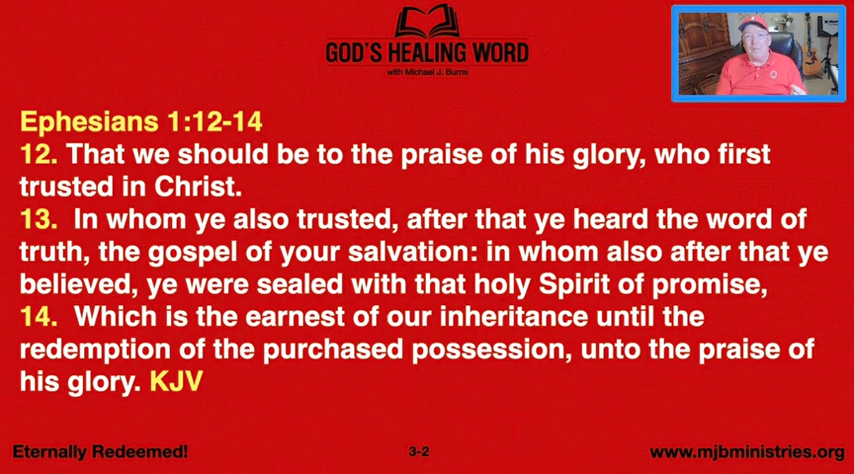 GOD'S HEALING WORD
with Michael J. Burns
Ephesians 1:12-14
12. That we should be to the praise of his glory, who first
trusted in Christ.
13. In whom ye also trusted, after that ye heard the word of
truth, the gospel of your salvation: in whom also after that ye
believed, ye were sealed with that holy Spirit of promise,
14. Which is the earnest of our inheritance until the
redemption of the purchased possession, unto the praise of
his glory. KJV
Eternally Redeemed!
3-2
www.mjbministries.org